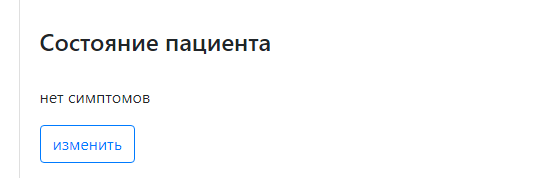 Состояние пациента
нет симптомов
изменить